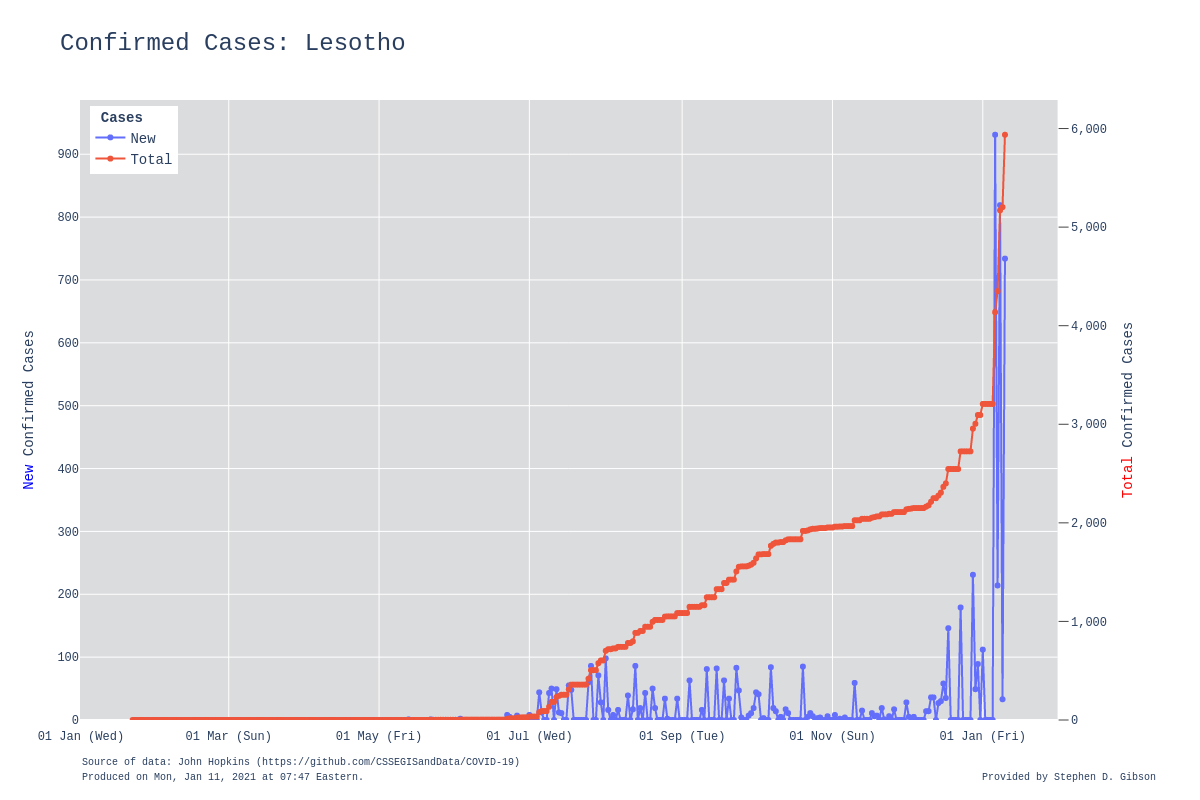 Confirmed Cases: Lesotho
Cases
New
Total
900
800
700
600
500
400
300
200
100
0
6,000
5,000
4,000
3,000
2,000
1,000
0
New Confirmed Cases
Total Confirmed Cases
01 Jan (Wed)
01 Mar (Sun)
01 May (Fri)
01 Jul (Wed)
01 Sep (Tue)
01 Nov (Sun)
01 Jan (Fri)
Source of data: John Hopkins (https://github.com/CSSEGISandData/COVID-19)
Produced on Mon, Jan 11, 2021 at 07:47 Eastern.
Provided by Stephen D. Gibson